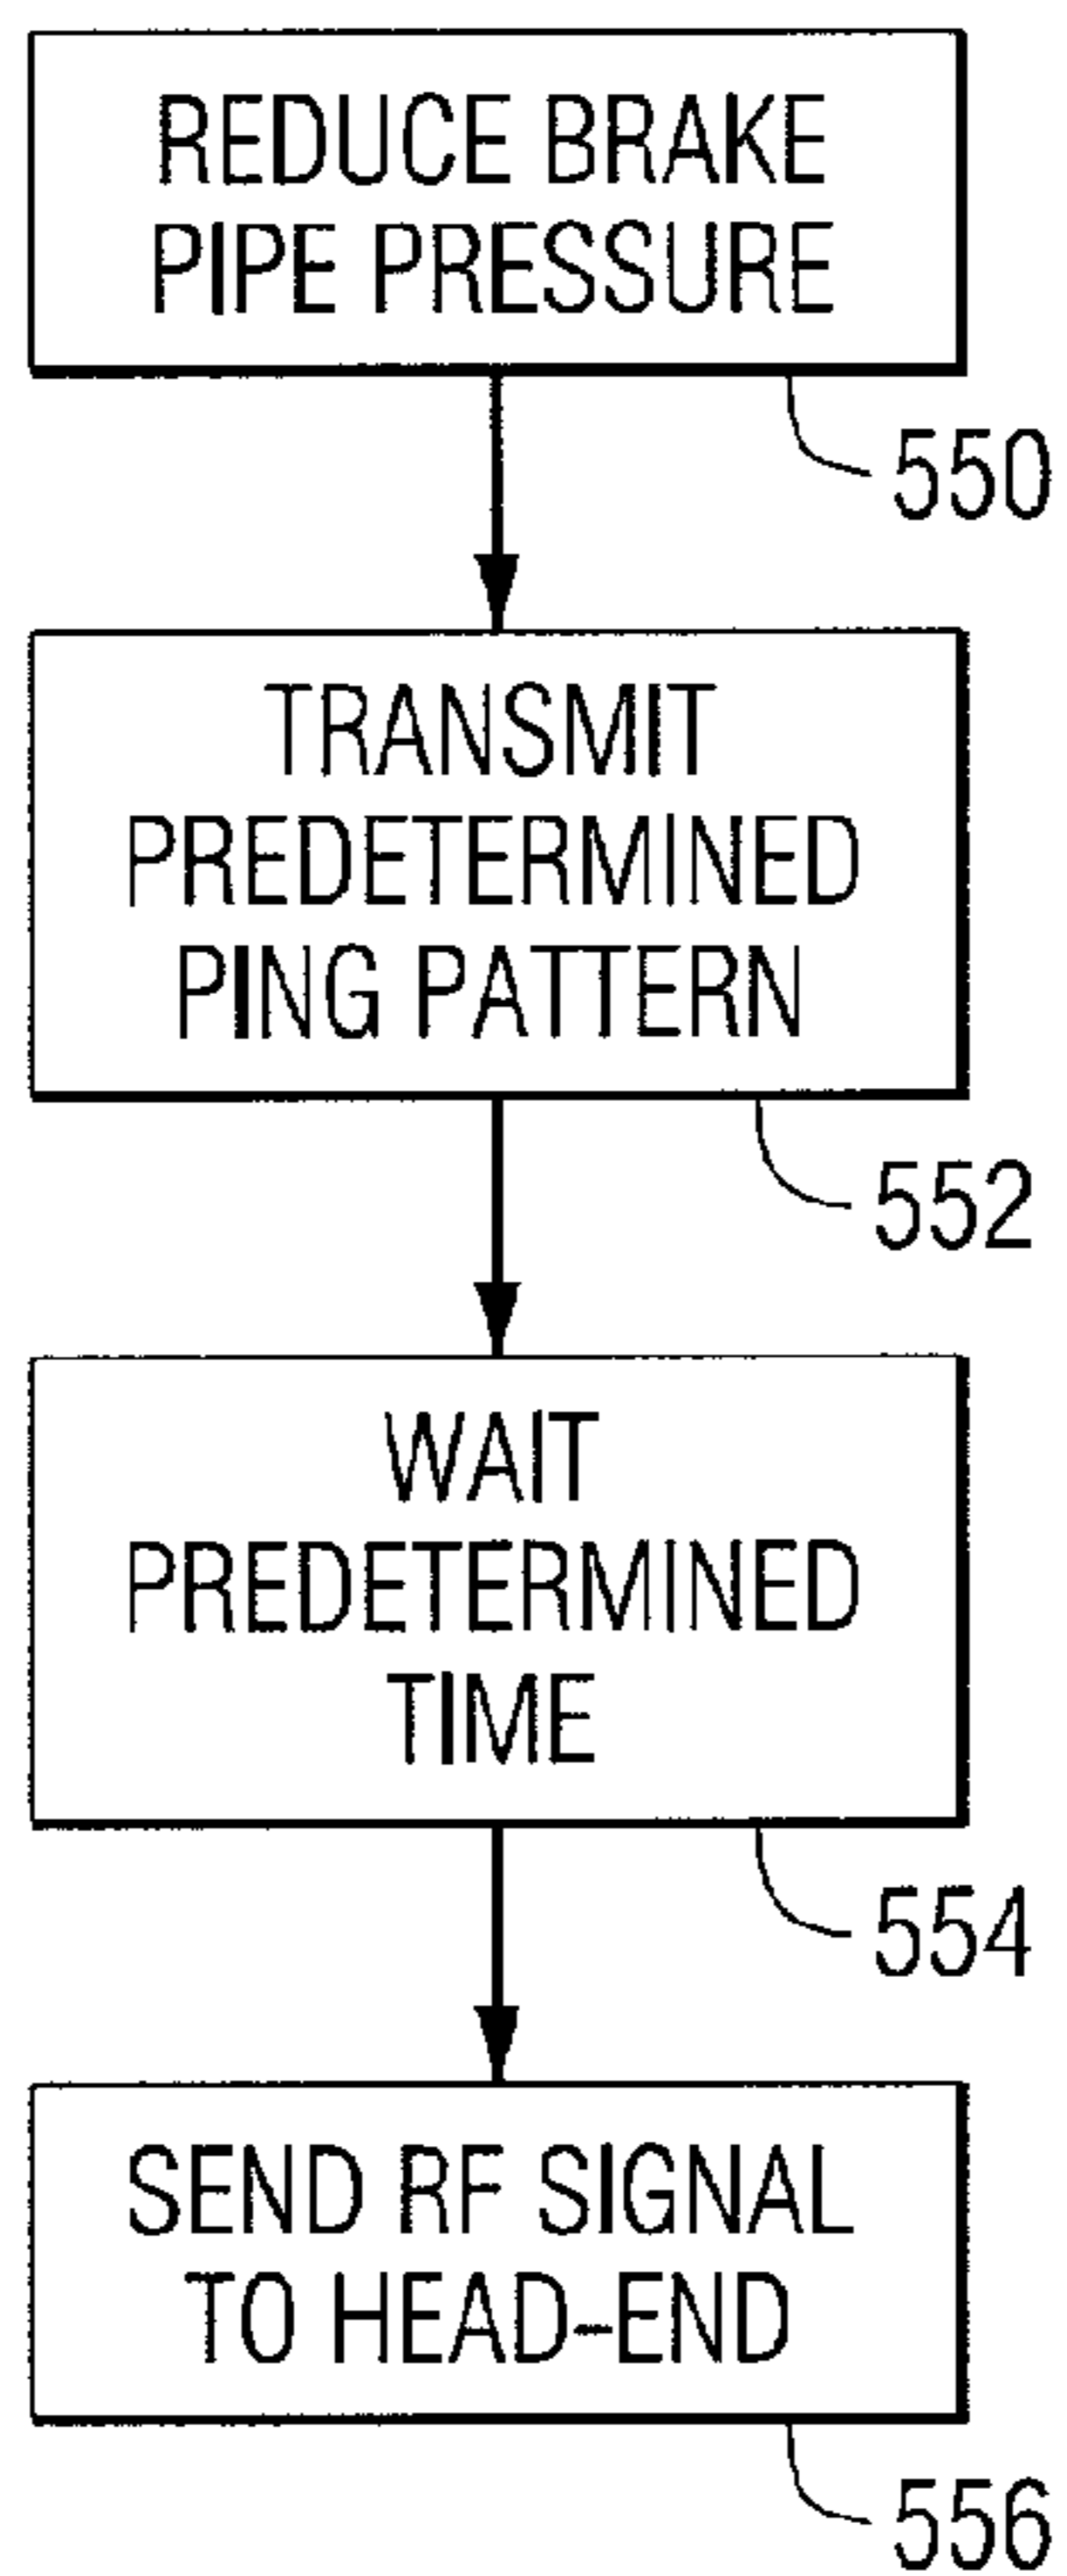 REDUCE BRAKE
PIPE PRESSURE
550
TRANSMIT
PREDETERMINED
PING PATTERN
552
WAIT
PREDETERMINED
TIME
554
SEND RF SIGNAL
TO HEAD-END
556